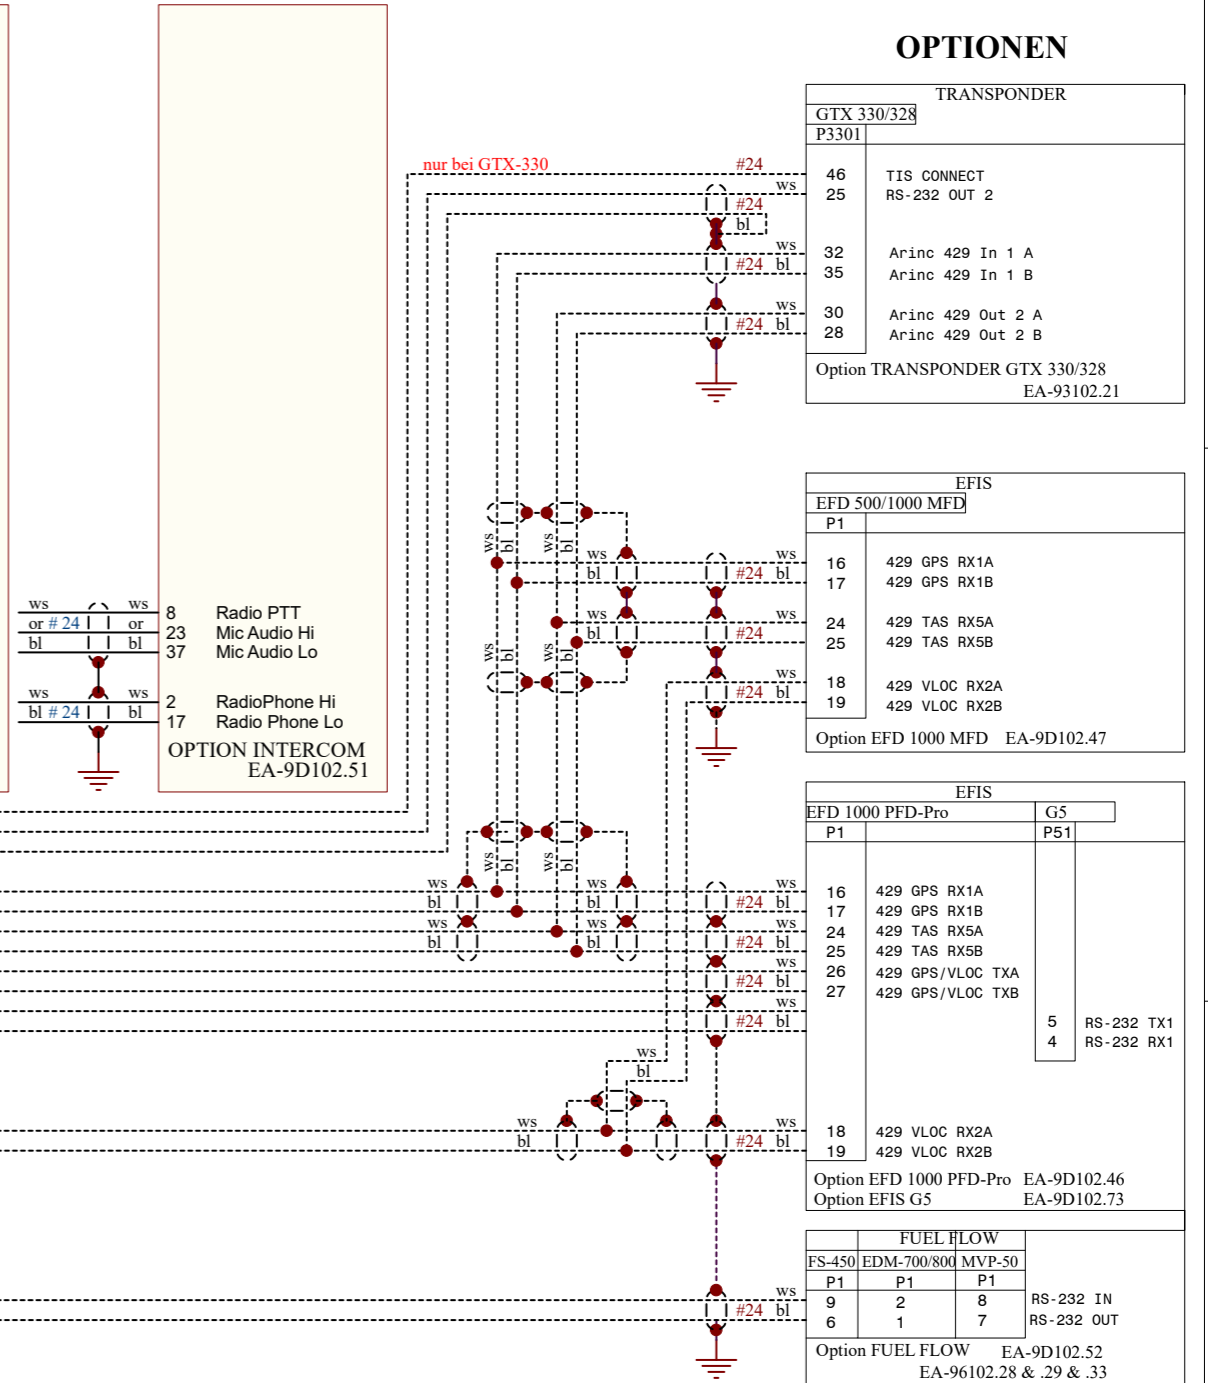 OPTIONEN
TRANSPONDER
GTX 330/328
P3301
nur bei GTX-330 #24
46 TIS CONNECT
ws
25 RS-232 OUT 2
#24
bl
ws
32 Arinc 429 In 1 A
#24 bl
35 Arinc 429 In 1 B
ws
30 Arinc 429 Out 2 A
#24 bl
28 Arinc 429 Out 2 B
Option TRANSPONDER GTX 330/328
EA-93102.21
EFIS
EFD 500/1000 MFD
P1
ws bl ws bl
ws ws
16 429 GPS RX1A
bl #24 bl
17 429 GPS RX1B
ws ws
24 429 TAS RX5A
bl #24
25 429 TAS RX5B
ws bl ws bl
ws
18 429 VLOC RX2A
#24 bl
19 429 VLOC RX2B
Option EFD 1000 MFD EA-9D102.47
ws ws
8 Radio PTT
or # 24 or
23 Mic Audio Hi
bl bl
37 Mic Audio Lo
ws ws
2 RadioPhone Hi
bl # 24 bl
17 Radio Phone Lo
OPTION INTERCOM
EA-9D102.51
EFIS
EFD 1000 PFD-Pro G5
P1 P51
ws bl ws bl
ws ws ws
16 429 GPS RX1A
bl bl #24 bl
17 429 GPS RX1B
ws ws ws
24 429 TAS RX5A
bl bl #24 bl
25 429 TAS RX5B
ws
26 429 GPS/VLOC TXA
#24 bl
27 429 GPS/VLOC TXB
ws
5 RS-232 TX1
#24 bl
4 RS-232 RX1
ws
bl
ws ws
18 429 VLOC RX2A
bl #24 bl
19 429 VLOC RX2B
Option EFD 1000 PFD-Pro EA-9D102.46
Option EFIS G5 EA-9D102.73
FUEL FLOW
FS-450 EDM-700/800 MVP-50
P1 P1 P1
ws
9 2 8 RS-232 IN
#24 bl
6 1 7 RS-232 OUT
Option FUEL FLOW EA-9D102.52
EA-96102.28 & .29 & .33